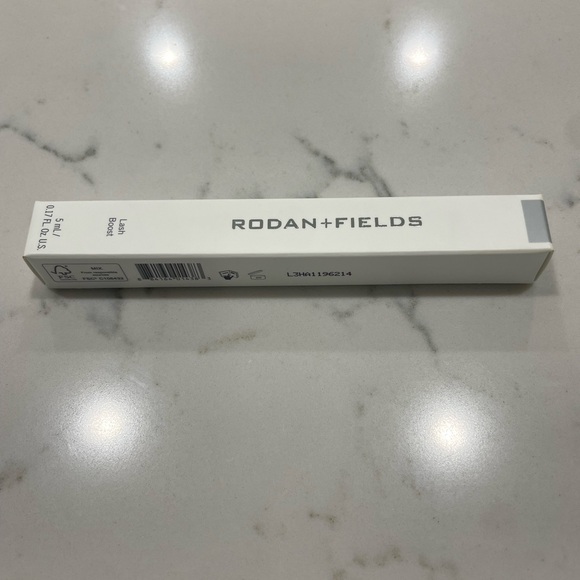 RODAN+FIELDS
Lash
Boost
5 mL /
0.17 FL. Oz. U.S.
L3HA1196214